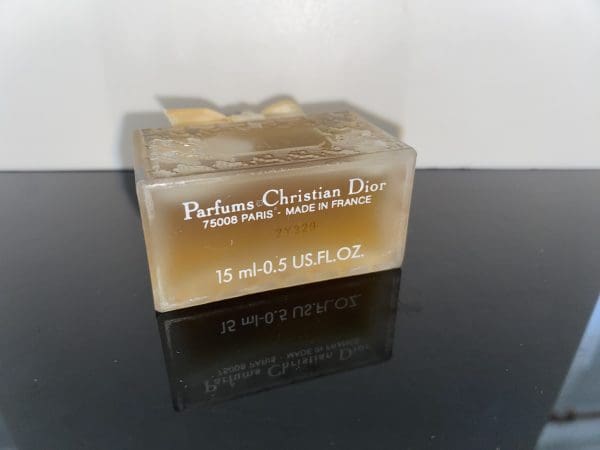 Parfums Christian Dior
75008 PARIS - MADE IN FRANCE
15 ml-0.5 US.FL.OZ.